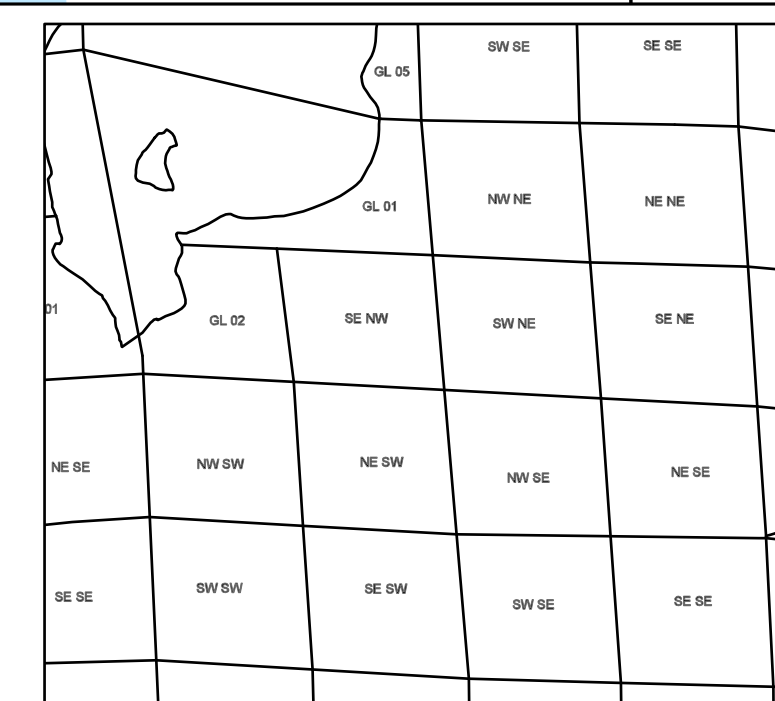 SW SE
SE SE
GL 05
NW NE
NE NE
GL 01
01
GL 02
SE NW
SW NE
SE NE
NE SE
NW SW
NE SW
NW SE
NE SE
SE SE
SW SW
SE SW
SW SE
SE SE